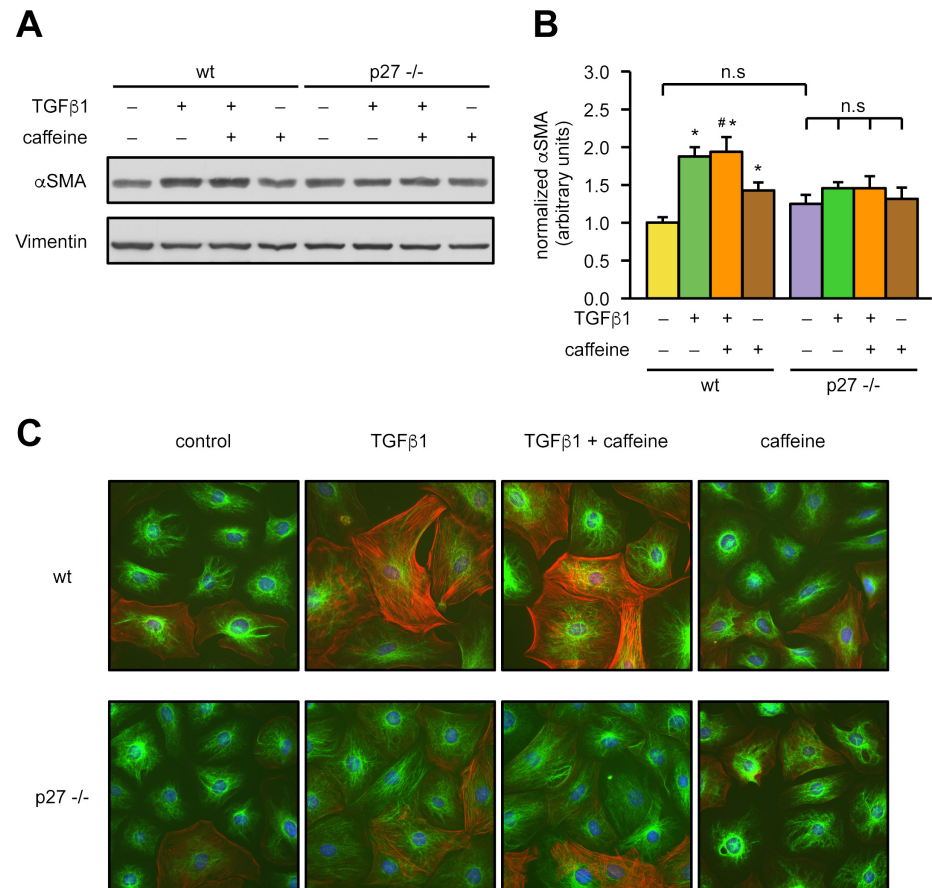 A
wt p27 -/-
TGFβ1 – + + – – + + –
caffeine – – + + – – + +
αSMA
Vimentin
B
normalized αSMA
(arbitrary units)
3.0
2.5
2.0
1.5
1.0
0.5
0.0
n.s
n.s
* # * *
TGFβ1 – + + – – + + –
caffeine – – + + – – + +
wt p27 -/-
C
control TGFβ1 TGFβ1 + caffeine caffeine
wt
p27 -/-